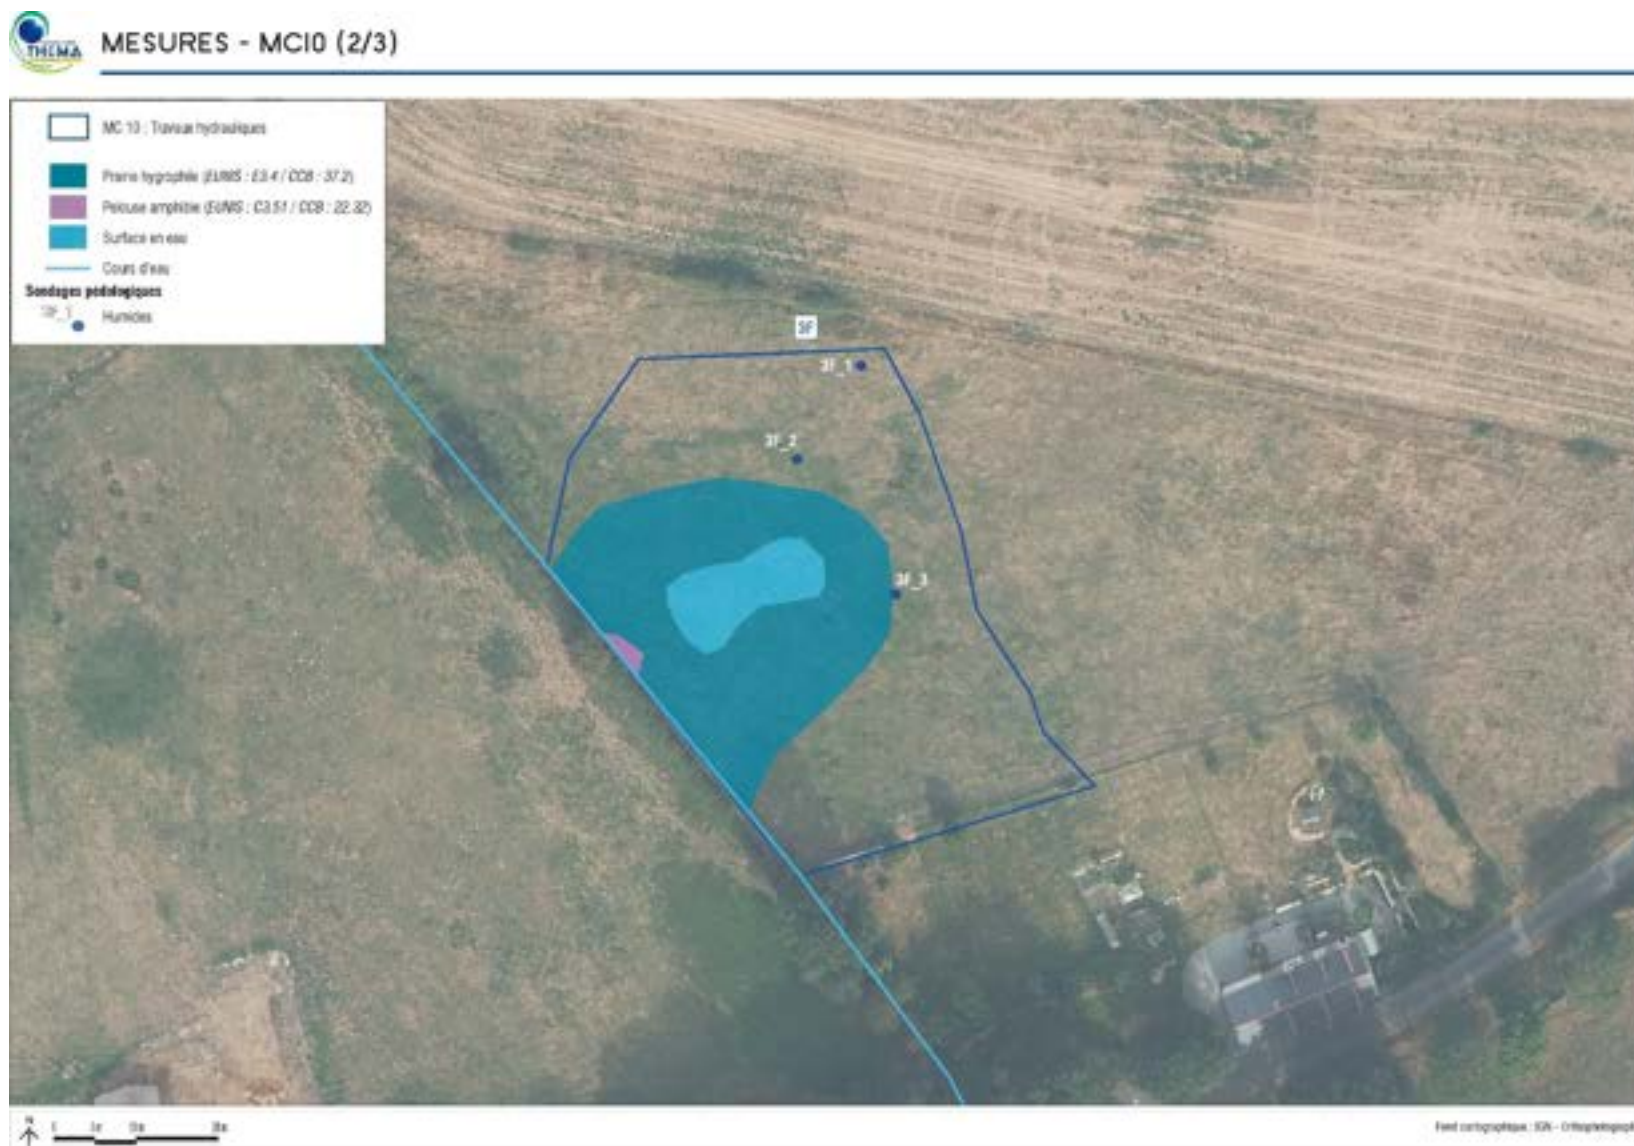 THEMA
MESURES - MC10 (2/3)
MC 10 : Travaux hydrauliques
Prairie hygrophile (EUNIS : E3.4 / CCB : 37.2)
Pelouse amphibie (EUNIS : C3.51 / CCB : 22.32)
Surface en eau
Cours d'eau
Sondages pédologiques
Humides
3F
3F_1
3F_2
3F_3
N
Fond cartographique : IGN - Orthophotographi